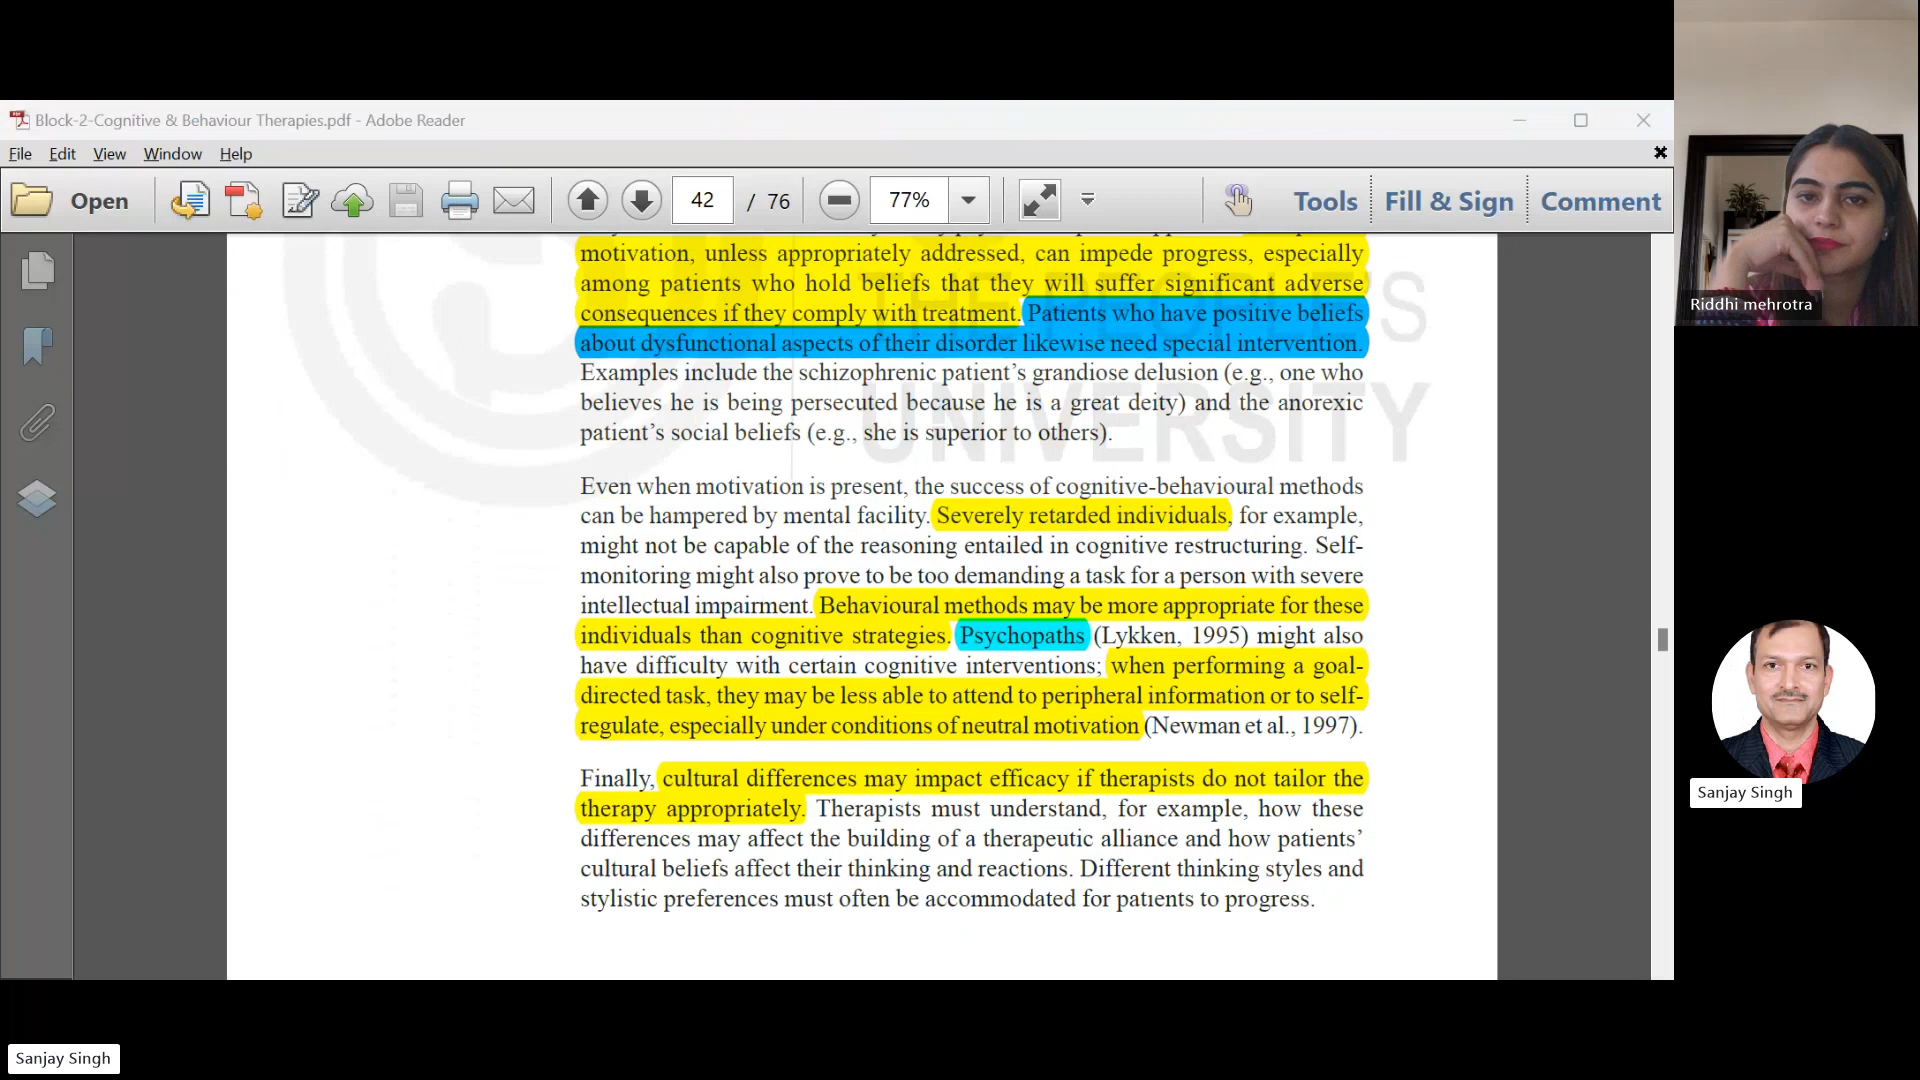 Block-2-Cognitive & Behaviour Therapies.pdf - Adobe Reader
File Edit View Window Help
Open 42 / 76 77% Tools Fill & Sign Comment
motivation, unless appropriately addressed, can impede progress, especially
among patients who hold beliefs that they will suffer significant adverse
consequences if they comply with treatment. Patients who have positive beliefs
about dysfunctional aspects of their disorder likewise need special intervention.
Examples include the schizophrenic patient’s grandiose delusion (e.g., one who
believes he is being persecuted because he is a great deity) and the anorexic
patient’s social beliefs (e.g., she is superior to others).
Even when motivation is present, the success of cognitive-behavioural methods
can be hampered by mental facility. Severely retarded individuals, for example,
might not be capable of the reasoning entailed in cognitive restructuring. Self-
monitoring might also prove to be too demanding a task for a person with severe
intellectual impairment. Behavioural methods may be more appropriate for these
individuals than cognitive strategies. Psychopaths (Lykken, 1995) might also
have difficulty with certain cognitive interventions; when performing a goal-
directed task, they may be less able to attend to peripheral information or to self-
regulate, especially under conditions of neutral motivation (Newman et al., 1997).
Finally, cultural differences may impact efficacy if therapists do not tailor the
therapy appropriately. Therapists must understand, for example, how these
differences may affect the building of a therapeutic alliance and how patients’
cultural beliefs affect their thinking and reactions. Different thinking styles and
stylistic preferences must often be accommodated for patients to progress.
THE PEOPLE'S
UNIVERSITY
Riddhi mehrotra
Sanjay Singh
Sanjay Singh